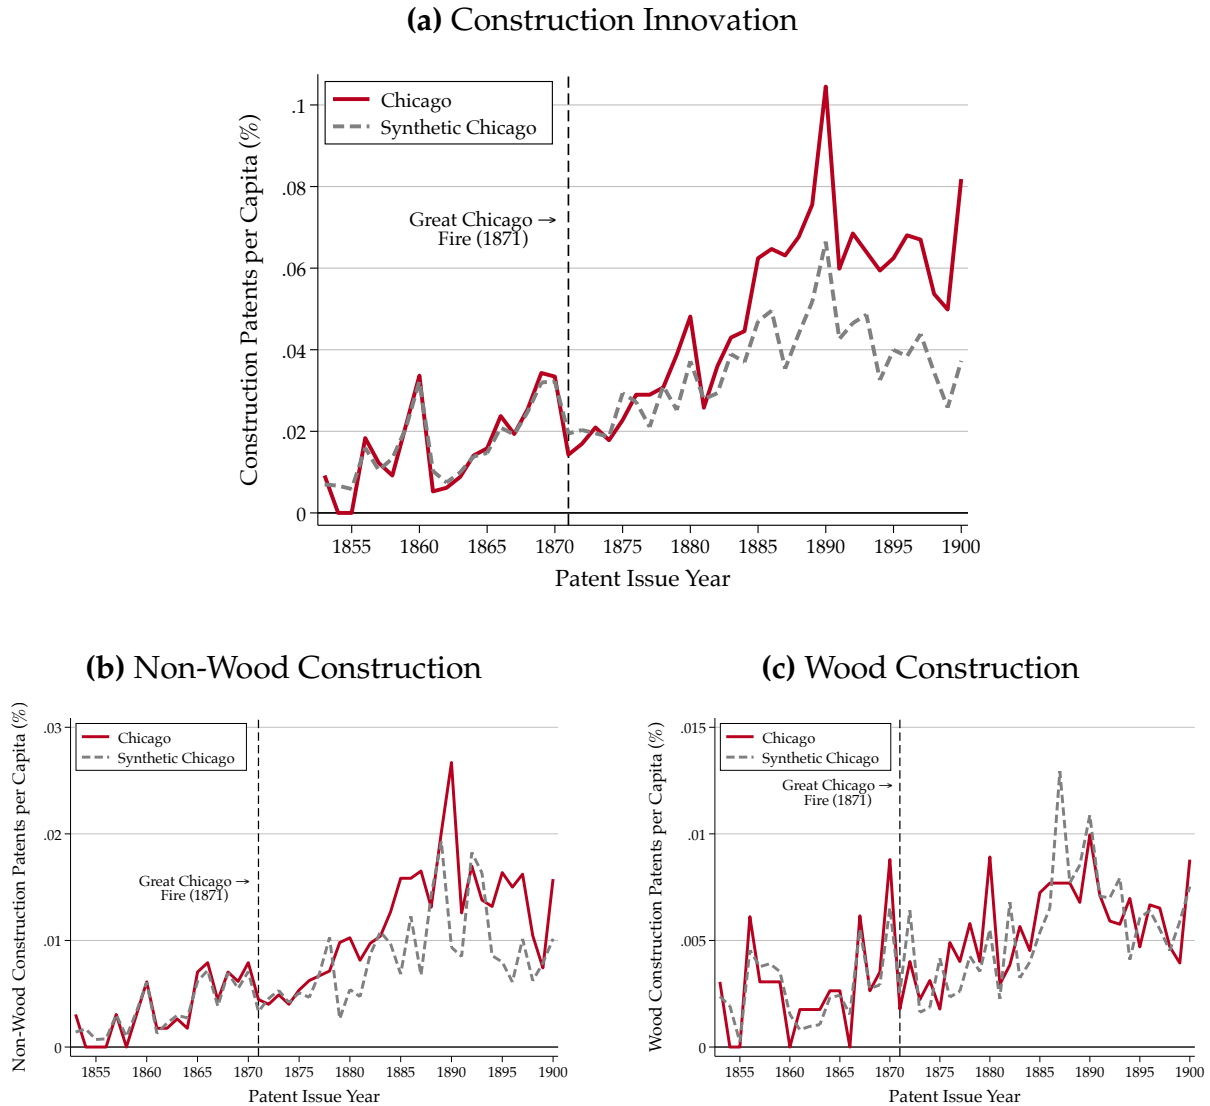 (a) Construction Innovation
Construction Patents per Capita (%)
.1
.08
.06
.04
.02
0
Chicago
Synthetic Chicago
Great Chicago →
Fire (1871)
1855 1860 1865 1870 1875 1880 1885 1890 1895 1900
Patent Issue Year
(b) Non-Wood Construction
Non-Wood Construction Patents per Capita (%)
.03
.02
.01
0
Chicago
Synthetic Chicago
Great Chicago →
Fire (1871)
1855 1860 1865 1870 1875 1880 1885 1890 1895 1900
Patent Issue Year
(c) Wood Construction
Wood Construction Patents per Capita (%)
.015
.01
.005
0
Chicago
Synthetic Chicago
Great Chicago →
Fire (1871)
1855 1860 1865 1870 1875 1880 1885 1890 1895 1900
Patent Issue Year